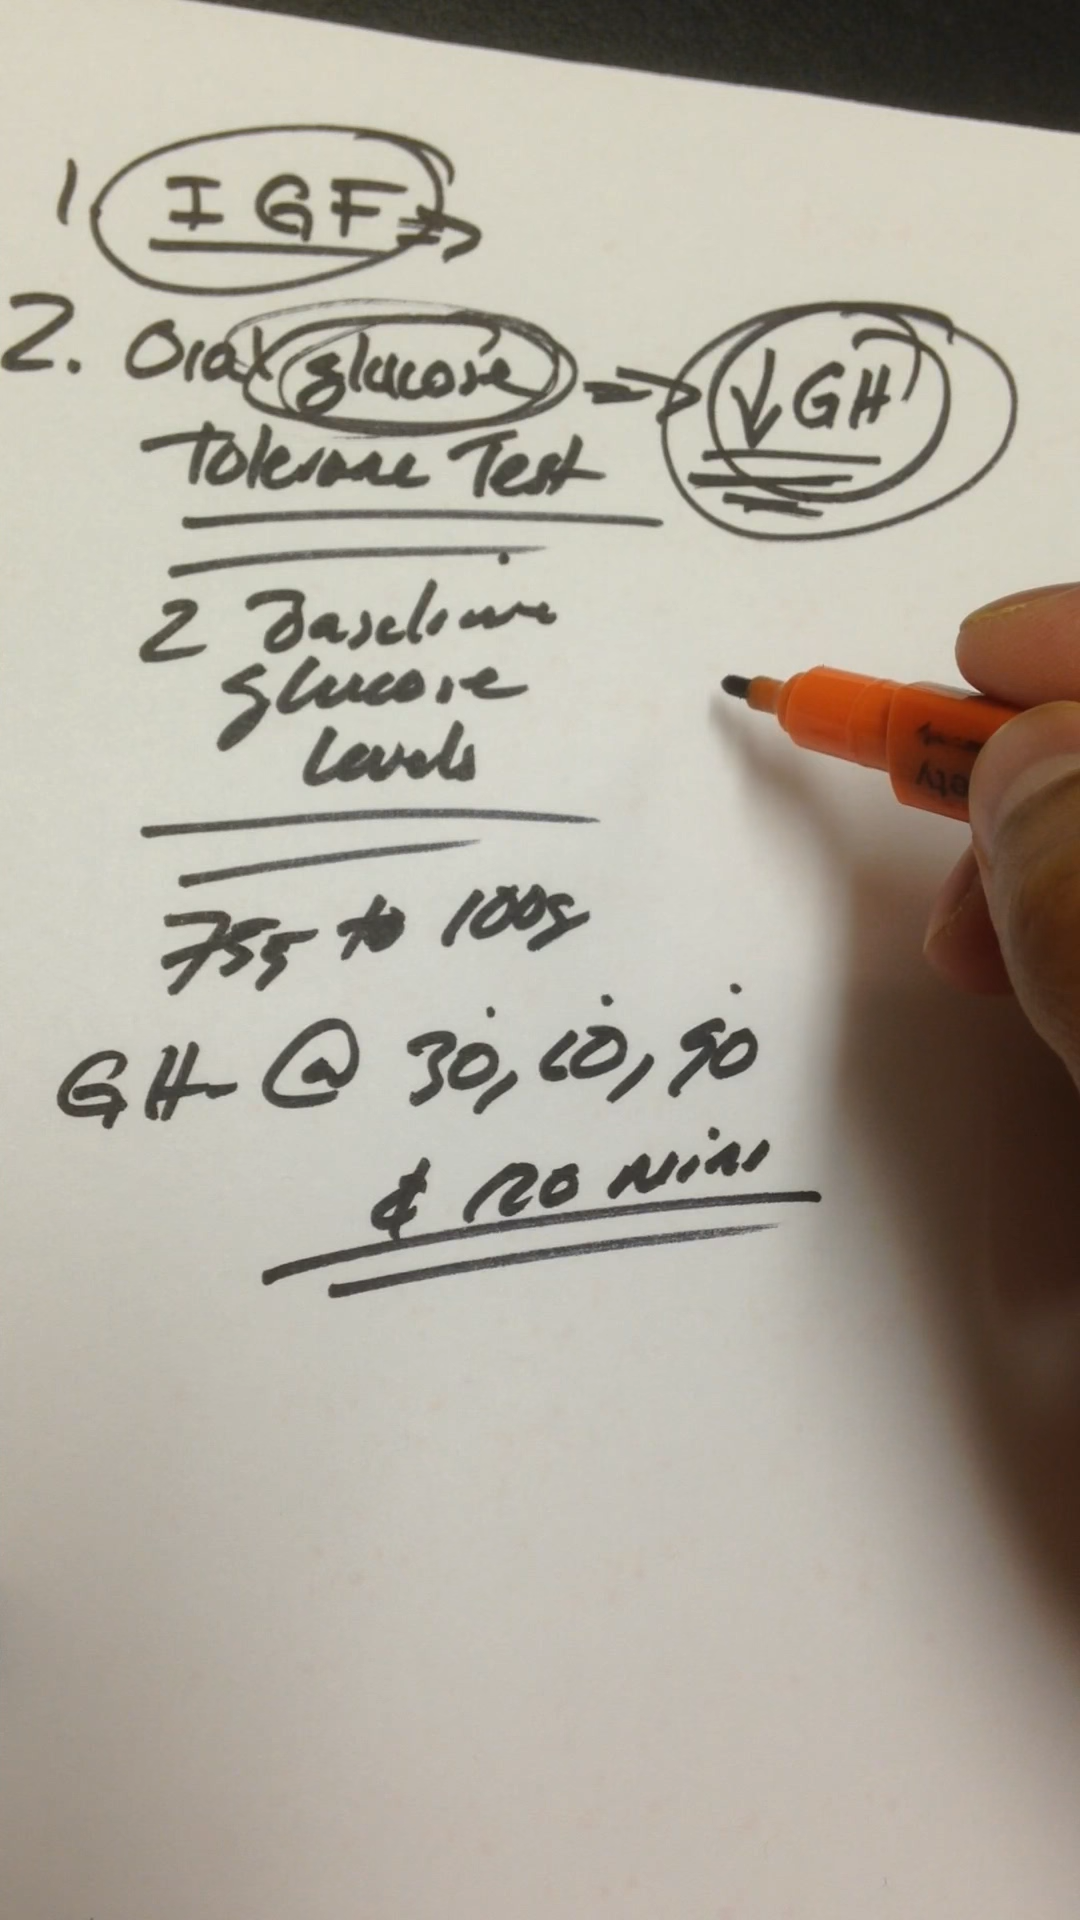 1 IGF ⇒
2. Oral glucose ⇒ ↓ GH
Tolerance Test
2 Baseline
glucose
levels
75g to 100g
GH @ 30, 60, 90
& 120 mins